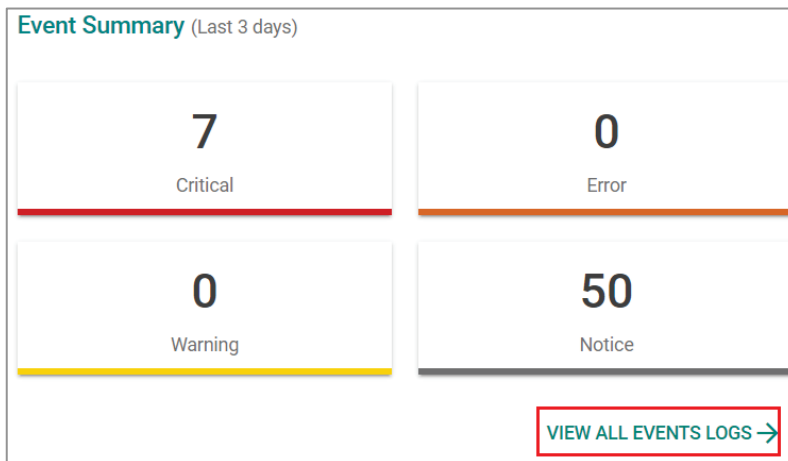 Event Summary (Last 3 days)
7
Critical
0
Error
0
Warning
50
Notice
VIEW ALL EVENTS LOGS